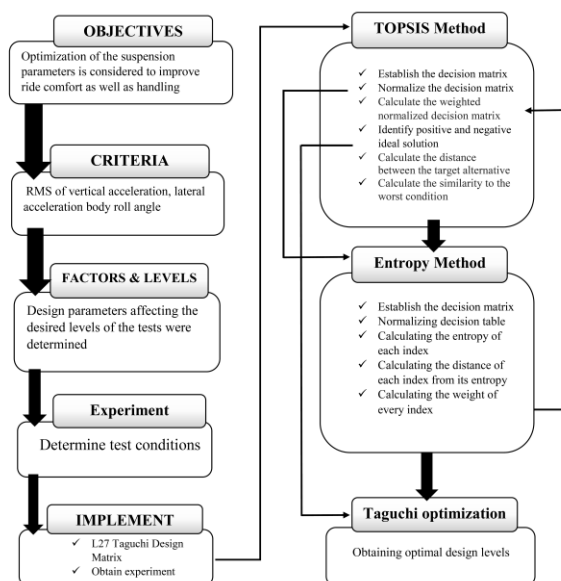 OBJECTIVES
Optimization of the suspension
parameters is considered to improve
ride comfort as well as handling
CRITERIA
RMS of vertical acceleration, lateral
acceleration body roll angle
FACTORS & LEVELS
Design parameters affecting the
desired levels of the tests were
determined
Experiment
Determine test conditions
IMPLEMENT
✓ L27 Taguchi Design
Matrix
✓ Obtain experiment
TOPSIS Method
✓ Establish the decision matrix
✓ Normalize the decision matrix
✓ Calculate the weighted
normalized decision matrix
✓ Identify positive and negative
ideal solution
✓ Calculate the distance
between the target alternative
✓ Calculate the similarity to the
worst condition
Entropy Method
✓ Establish the decision matrix
✓ Normalizing decision table
✓ Calculating the entropy of
each index
✓ Calculating the distance of
each index from its entropy
✓ Calculating the weight of
every index
Taguchi optimization
Obtaining optimal design levels